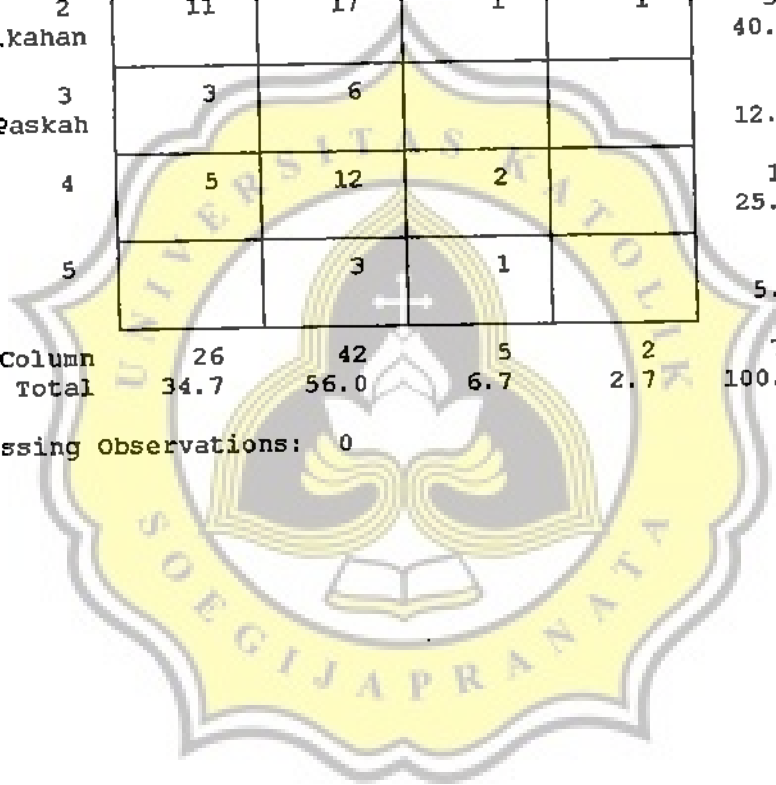 2 11 17 1 1
.kahan 40.
3 3 6
Paskah 12.
4 5 12 2 1
25.
5 3 1
5.
Column 26 42 5 2
Total 34.7 56.0 6.7 2.7 100.
ssing Observations: 0
UNIVERSITAS KATOLIK
SOEGIJAPRANATA